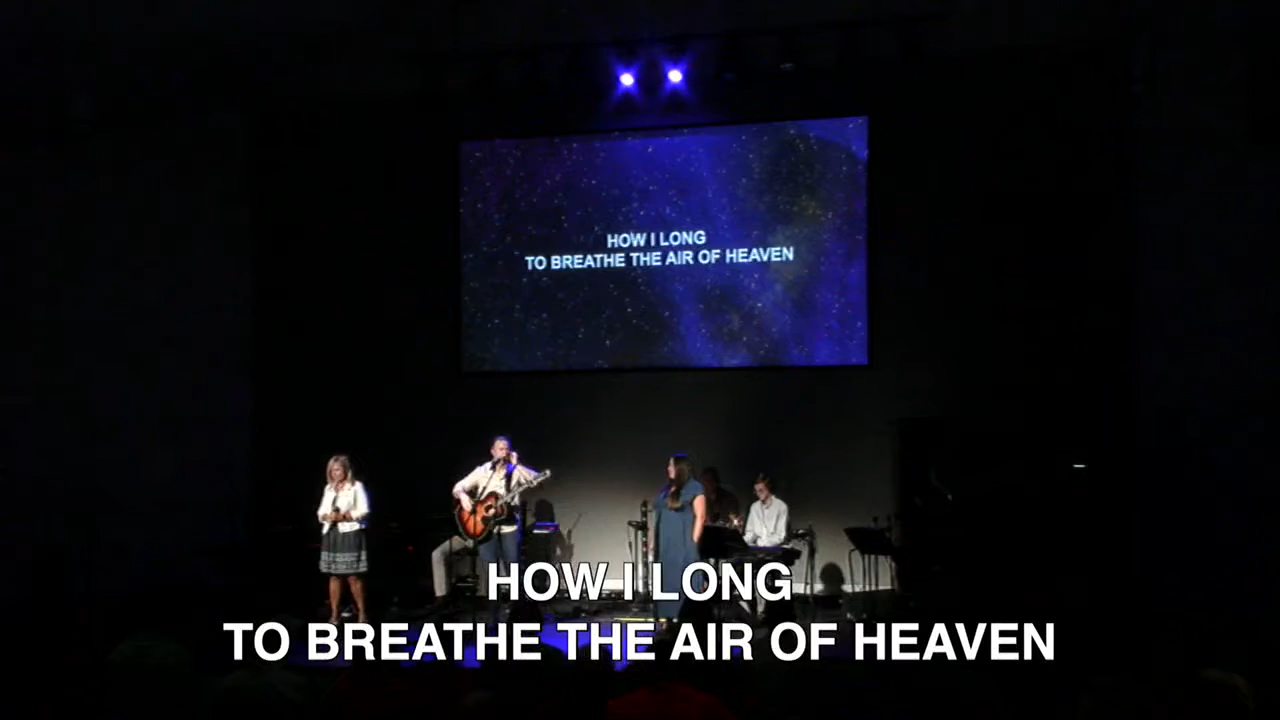 HOW I LONG
TO BREATHE THE AIR OF HEAVEN
HOW I LONG
TO BREATHE THE AIR OF HEAVEN